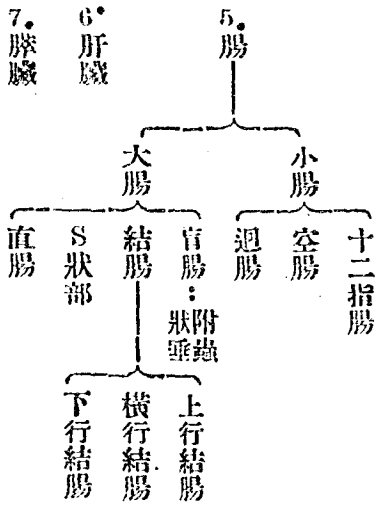 5.腸
小腸
十二指腸
空腸
迴腸
大腸
盲腸:附蟲狀垂
結腸
上行結腸
橫行結腸.
下行結腸
S狀部
直腸
6.肝臟
7.膵臟